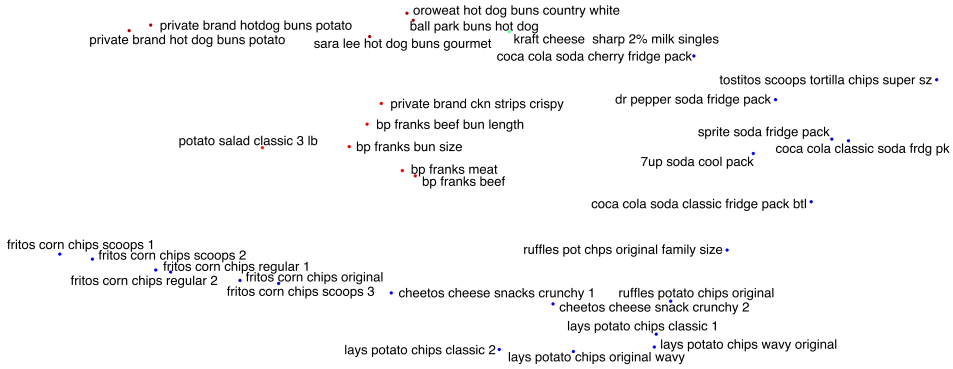 oroweat hot dog buns country white
private brand hotdog buns potato
ball park buns hot dog
private brand hot dog buns potato
sara lee hot dog buns gourmet
kraft cheese  sharp 2% milk singles
coca cola soda cherry fridge pack
tostitos scoops tortilla chips super sz
private brand ckn strips crispy
dr pepper soda fridge pack
bp franks beef bun length
sprite soda fridge pack
potato salad classic 3 lb
bp franks bun size
coca cola classic soda frdg pk
7up soda cool pack
bp franks meat
bp franks beef
coca cola soda classic fridge pack btl
fritos corn chips scoops 1
ruffles pot chps original family size
fritos corn chips scoops 2
fritos corn chips regular 1
fritos corn chips regular 2
fritos corn chips original
fritos corn chips scoops 3
cheetos cheese snacks crunchy 1
ruffles potato chips original
cheetos cheese snack crunchy 2
lays potato chips classic 1
lays potato chips wavy original
lays potato chips classic 2
lays potato chips original wavy